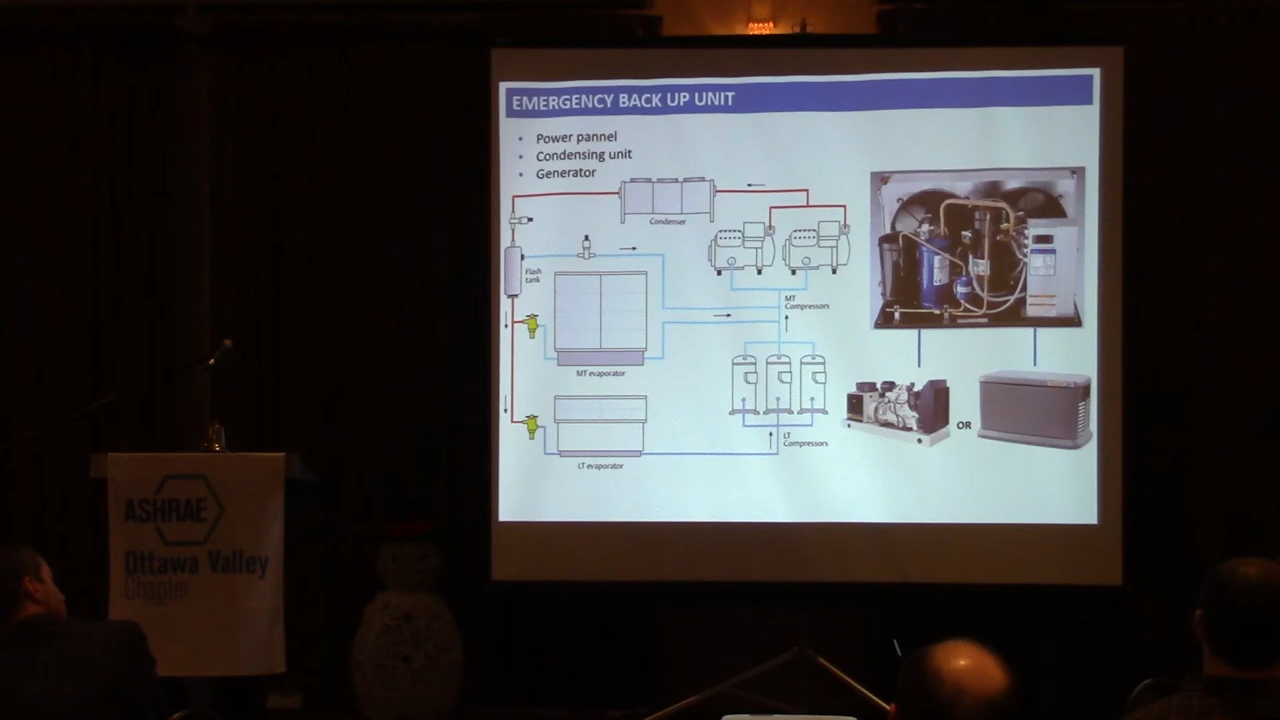 EMERGENCY BACK UP UNIT
• Power pannel
• Condensing unit
• Generator
Condenser
Flash
tank
MT
Compressors
MT evaporator
LT
Compressors
LT evaporator
OR
ASHRAE
Ottawa Valley
Chapter